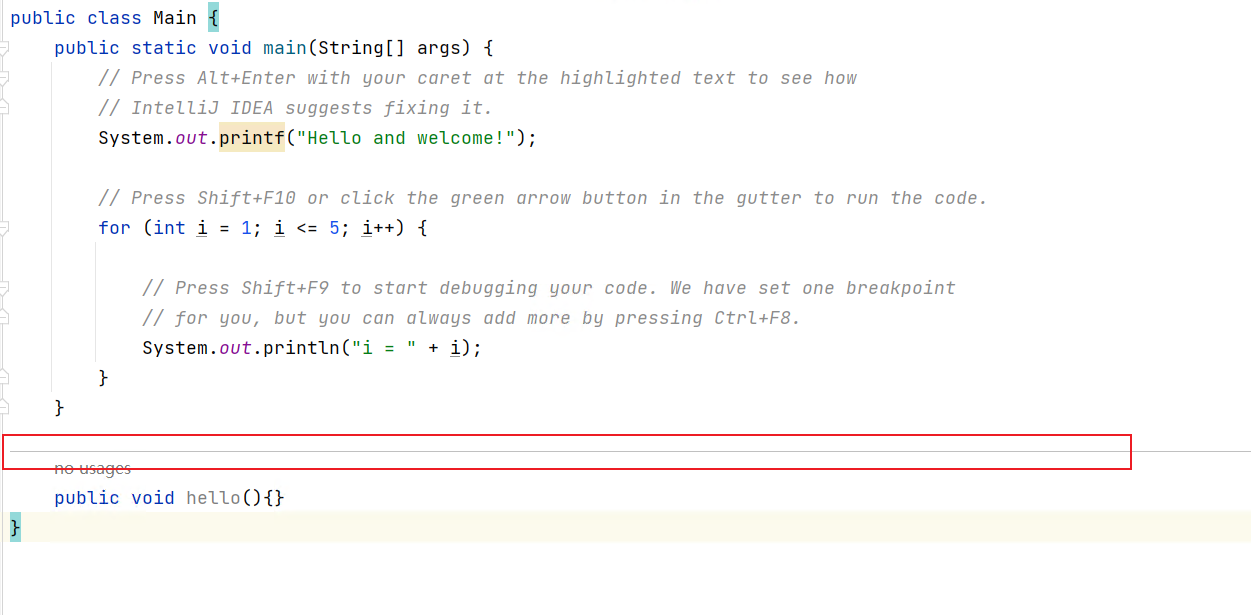 public class Main {
public static void main(String[] args) {
// Press Alt+Enter with your caret at the highlighted text to see how
// IntelliJ IDEA suggests fixing it.
System.out.printf("Hello and welcome!");
// Press Shift+F10 or click the green arrow button in the gutter to run the code.
for (int i = 1; i <= 5; i++) {
// Press Shift+F9 to start debugging your code. We have set one breakpoint
// for you, but you can always add more by pressing Ctrl+F8.
System.out.println("i = " + i);
}
}
no usages
public void hello(){}
}